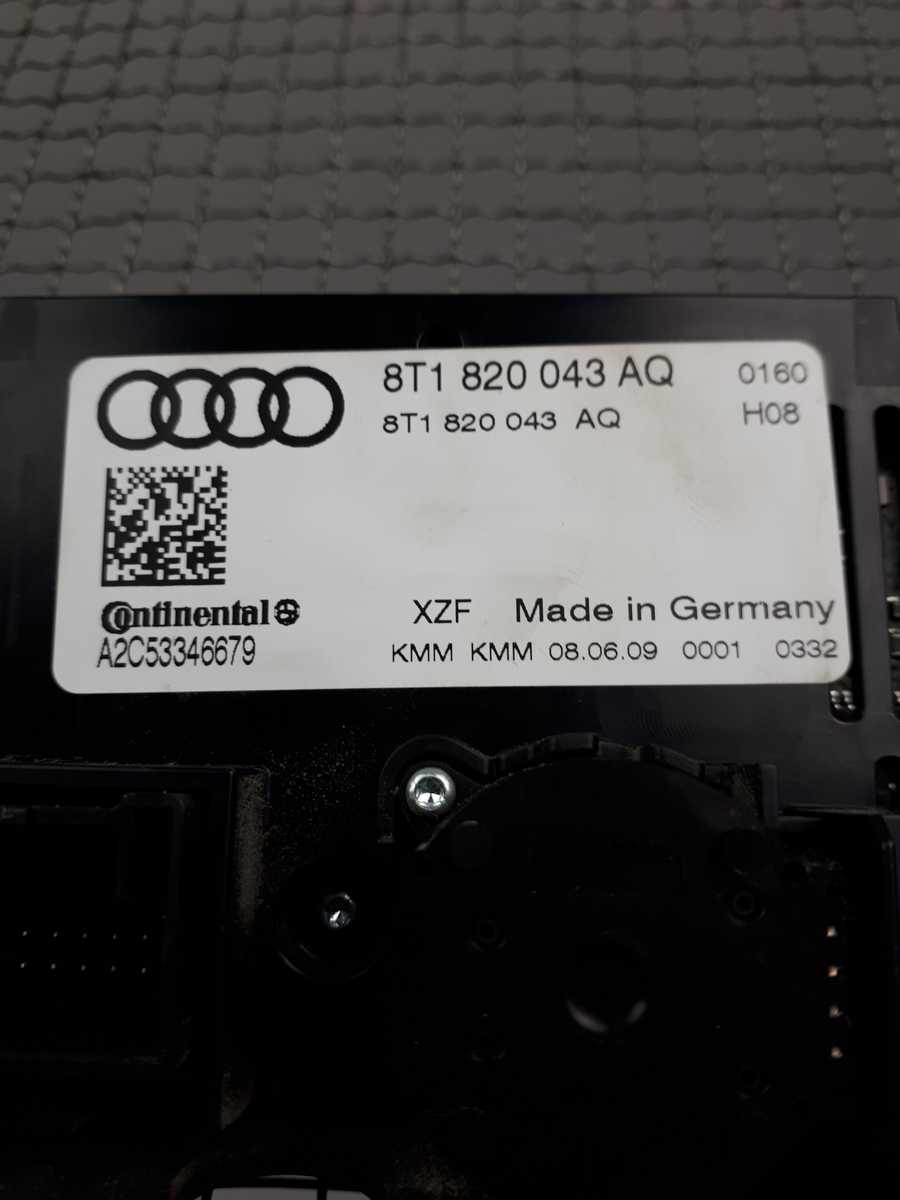 8T1 820 043 AQ 0160
8T1 820 043 AQ H08
Continental
XZF Made in Germany
A2C53346679
KMM KMM 08.06.09 0001 0332